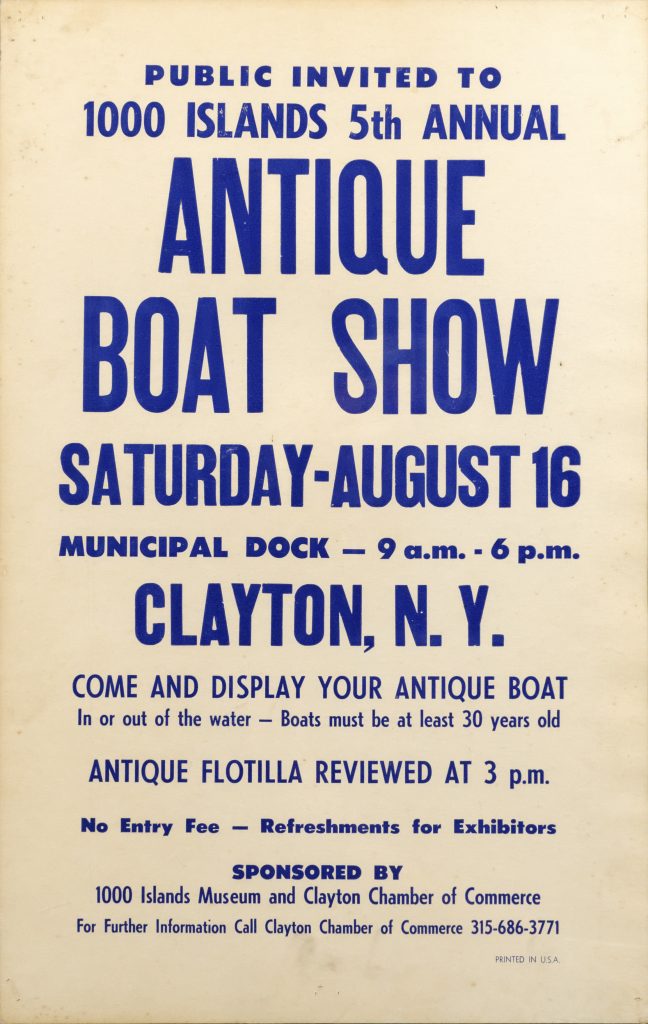 PUBLIC INVITED TO
1000 ISLANDS 5th ANNUAL
ANTIQUE
BOAT SHOW
SATURDAY-AUGUST 16
MUNICIPAL DOCK — 9 a.m. - 6 p.m.
CLAYTON, N. Y.
COME AND DISPLAY YOUR ANTIQUE BOAT
In or out of the water — Boats must be at least 30 years old
ANTIQUE FLOTILLA REVIEWED AT 3 p.m.
No Entry Fee — Refreshments for Exhibitors
SPONSORED BY
1000 Islands Museum and Clayton Chamber of Commerce
For Further Information Call Clayton Chamber of Commerce 315-686-3771
PRINTED IN U.S.A.